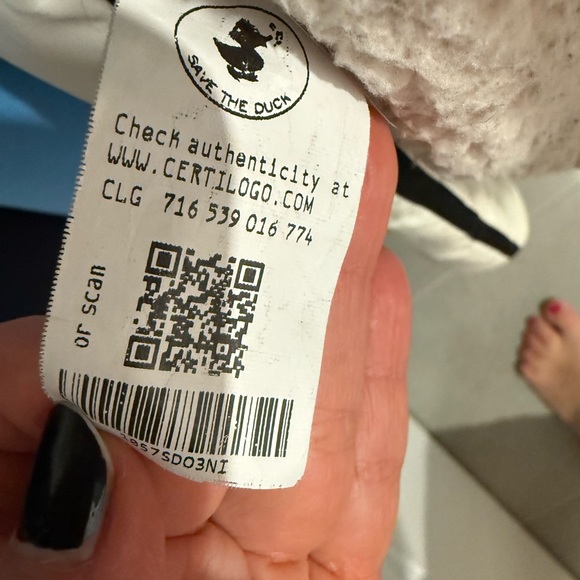 SAVE THE DUCK
Check authenticity at
WWW.CERTILOGO.COM
CLG 716 539 016 774
or scan